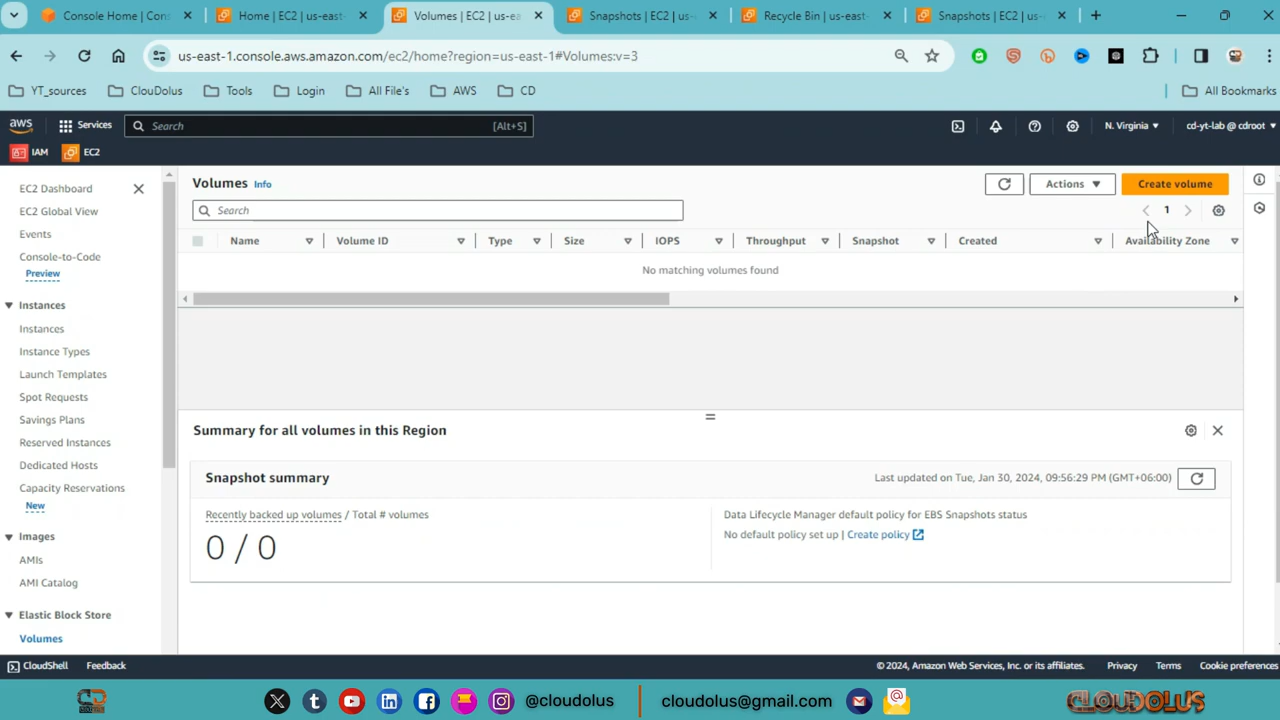 Console Home | Con
Home | EC2 | us-east-
Volumes | EC2 | us-ea
Snapshots | EC2 | us-
Recycle Bin | us-east-
Snapshots | EC2 | us-
us-east-1.console.aws.amazon.com/ec2/home?region=us-east-1#Volumes:v=3
YT_sources
CloudDolus
Tools
Login
All File's
AWS
CD
All Bookmarks
aws
Services
Search
[Alt+S]
N. Virginia
cd-yt-lab @ cdroot
IAM
EC2
EC2 Dashboard
EC2 Global View
Events
Console-to-Code
Preview
Instances
Instances
Instance Types
Launch Templates
Spot Requests
Savings Plans
Reserved Instances
Dedicated Hosts
Capacity Reservations
New
Images
AMIs
AMI Catalog
Elastic Block Store
Volumes
Volumes
Info
Actions
Create volume
Search
1
Name
Volume ID
Type
Size
IOPS
Throughput
Snapshot
Created
Availability Zone
No matching volumes found
Summary for all volumes in this Region
Snapshot summary
Last updated on Tue, Jan 30, 2024, 09:56:29 PM (GMT+06:00)
Recently backed up volumes / Total # volumes
0 / 0
Data Lifecycle Manager default policy for EBS Snapshots status
No default policy set up | Create policy
CloudShell
Feedback
© 2024, Amazon Web Services, Inc. or its affiliates.
Privacy
Terms
Cookie preferences
@cloudolus
cloudolus@gmail.com
CLOUDOLUS